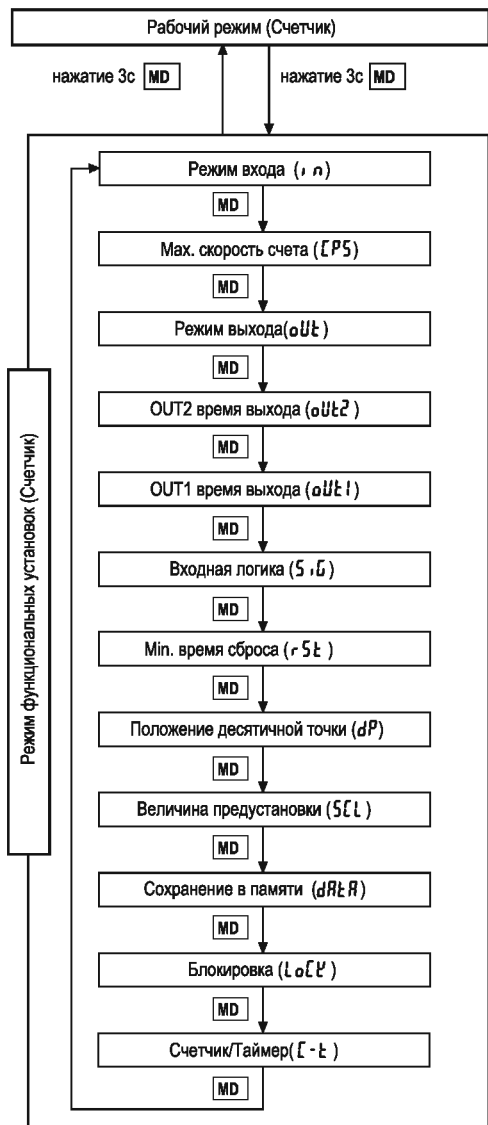 Рабочий режим (Счетчик)
нажатие 3с MD
нажатие 3с MD
Режим функциональных установок (Счетчик)
Режим входа (in)
MD
Max. скорость счета (CPS)
MD
Режим выхода(oUt)
MD
OUT2 время выхода (oUt2)
MD
OUT1 время выхода (oUt1)
MD
Входная логика (SiG)
MD
Min. время сброса (rSt)
MD
Положение десятичной точки (dP)
MD
Величина предустановки (SCL)
MD
Сохранение в памяти (dAtA)
MD
Блокировка (LoCK)
MD
Счетчик/Таймер(C-t)
MD